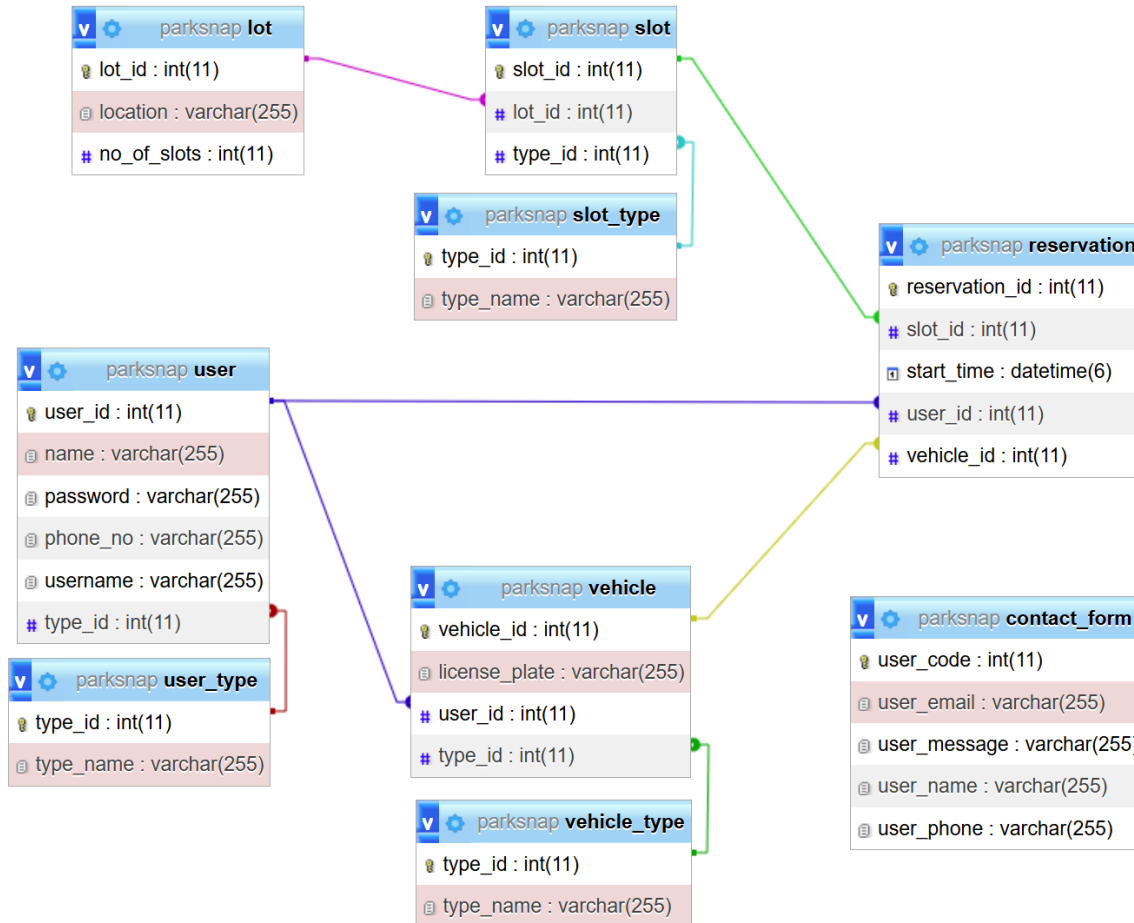 parksnap lot
lot_id : int(11)
location : varchar(255)
no_of_slots : int(11)
parksnap slot
slot_id : int(11)
lot_id : int(11)
type_id : int(11)
parksnap slot_type
type_id : int(11)
type_name : varchar(255)
parksnap reservation
reservation_id : int(11)
slot_id : int(11)
start_time : datetime(6)
user_id : int(11)
vehicle_id : int(11)
parksnap user
user_id : int(11)
name : varchar(255)
password : varchar(255)
phone_no : varchar(255)
username : varchar(255)
type_id : int(11)
parksnap user_type
type_id : int(11)
type_name : varchar(255)
parksnap vehicle
vehicle_id : int(11)
license_plate : varchar(255)
user_id : int(11)
type_id : int(11)
parksnap vehicle_type
type_id : int(11)
type_name : varchar(255)
parksnap contact_form
user_code : int(11)
user_email : varchar(255)
user_message : varchar(255)
user_name : varchar(255)
user_phone : varchar(255)